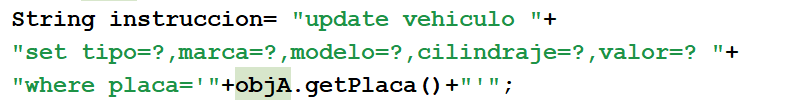 String instruccion= "update vehiculo "+
"set tipo=?,marca=?,modelo=?,cilindraje=?,valor=? "+
"where placa='"+objA.getPlaca()+"'";